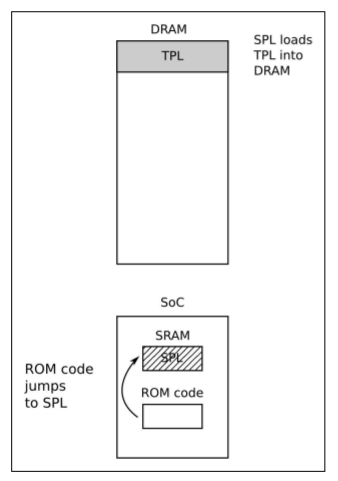 DRAM
TPL
SPL loads
TPL into
DRAM
SoC
SRAM
SPL
ROM code
ROM code
jumps
to SPL